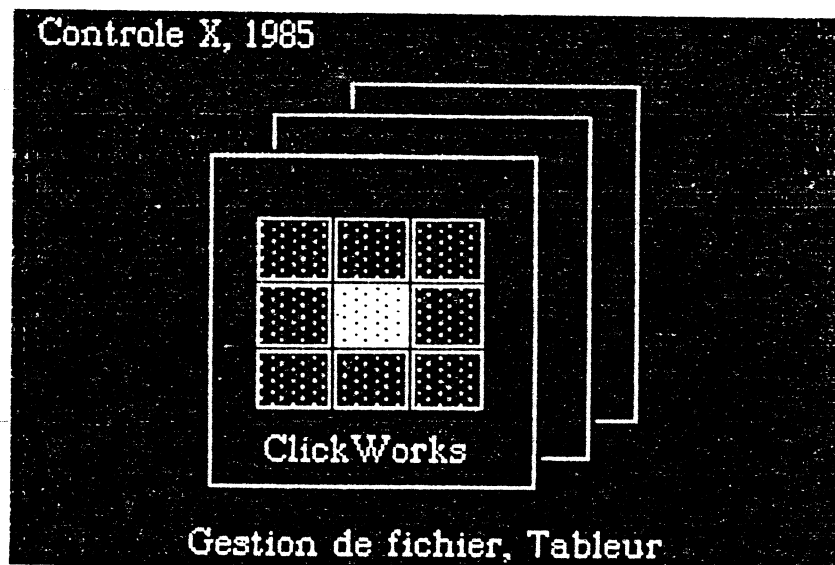 Controle X, 1985
ClickWorks
Gestion de fichier, Tableur